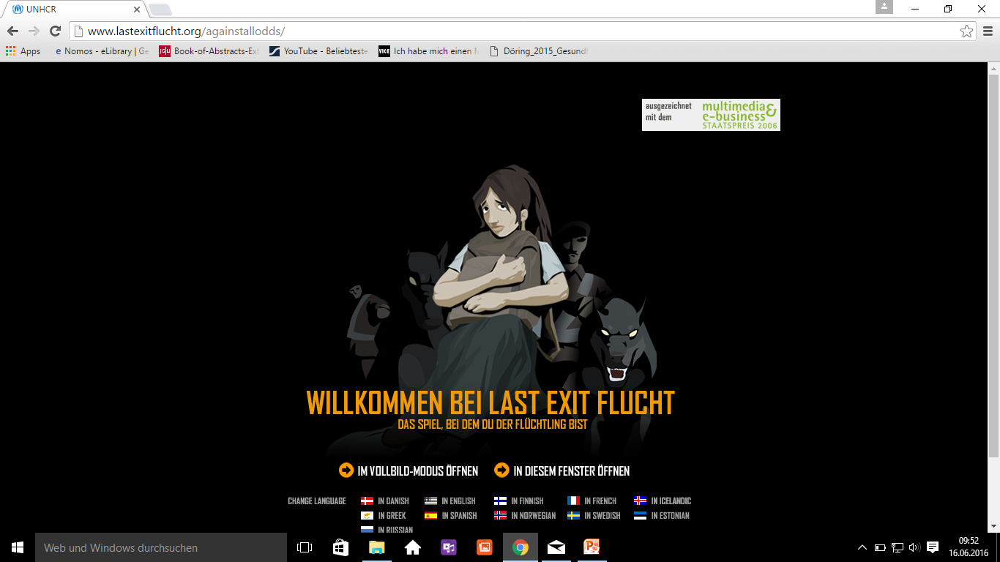 UNHCR
www.lastexitflucht.org/againstallodds/
Apps Nomos - eLibrary | Ge Book-of-Abstracts-Ext YouTube - Beliebteste VICE Ich habe mich einen M Döring_2015_Gesundh
ausgezeichnet
mit dem
multimedia &
e-business
STAATSPREIS 2006
WILLKOMMEN BEI LAST EXIT FLUCHT
DAS SPIEL, BEI DEM DU DER FLÜCHTLING BIST
IM VOLLBILD-MODUS ÖFFNEN IN DIESEM FENSTER ÖFFNEN
CHANGE LANGUAGE IN DANISH IN ENGLISH IN FINNISH IN FRENCH IN ICELANDIC
IN GREEK IN SPANISH IN NORWEGIAN IN SWEDISH IN ESTONIAN
IN RUSSIAN
Web und Windows durchsuchen
09:52
16.06.2016